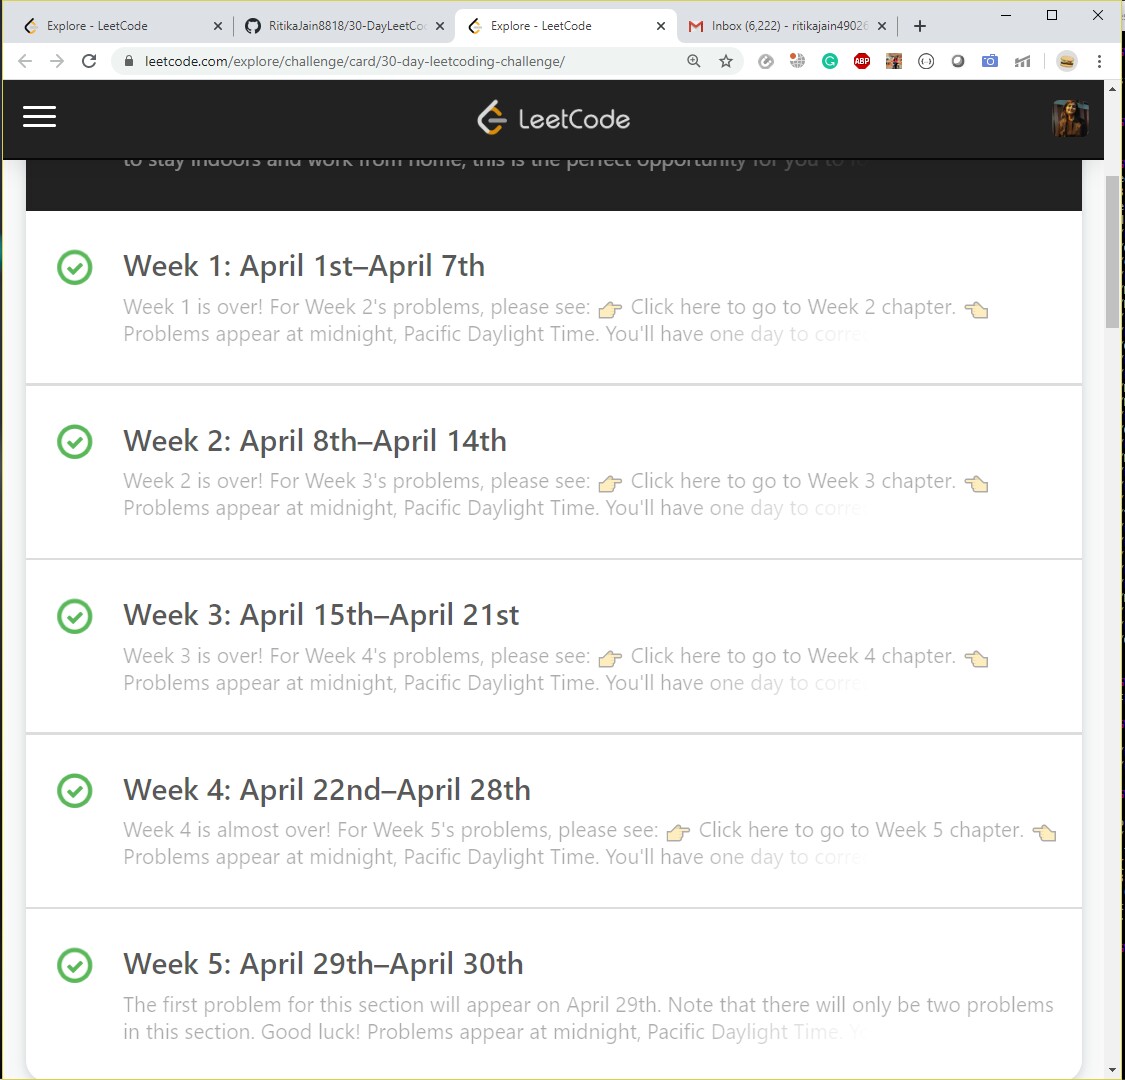 Explore - LeetCode
RitikaJain8818/30-DayLeetCo
Explore - LeetCode
Inbox (6,222) - ritikajain49026
leetcode.com/explore/challenge/card/30-day-leetcoding-challenge/
ABP
LeetCode
to stay indoors and work from home, this is the perfect opportunity for you to
Week 1: April 1st–April 7th
Week 1 is over! For Week 2's problems, please see: 👉 Click here to go to Week 2 chapter. 👈
Problems appear at midnight, Pacific Daylight Time. You'll have one day to corre
Week 2: April 8th–April 14th
Week 2 is over! For Week 3's problems, please see: 👉 Click here to go to Week 3 chapter. 👈
Problems appear at midnight, Pacific Daylight Time. You'll have one day to corre
Week 3: April 15th–April 21st
Week 3 is over! For Week 4's problems, please see: 👉 Click here to go to Week 4 chapter. 👈
Problems appear at midnight, Pacific Daylight Time. You'll have one day to corre
Week 4: April 22nd–April 28th
Week 4 is almost over! For Week 5's problems, please see: 👉 Click here to go to Week 5 chapter. 👈
Problems appear at midnight, Pacific Daylight Time. You'll have one day to corre
Week 5: April 29th–April 30th
The first problem for this section will appear on April 29th. Note that there will only be two problems
in this section. Good luck! Problems appear at midnight, Pacific Daylight Time.